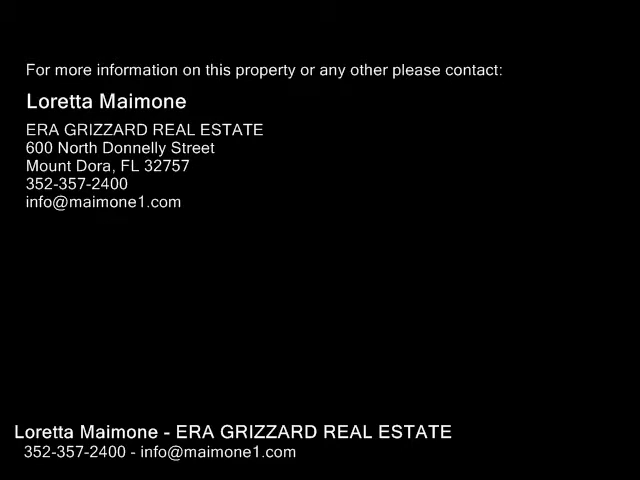 For more information on this property or any other please contact:
Loretta Maimone
ERA GRIZZARD REAL ESTATE
600 North Donnelly Street
Mount Dora, FL 32757
352-357-2400
info@maimone1.com
Loretta Maimone - ERA GRIZZARD REAL ESTATE
352-357-2400 - info@maimone1.com